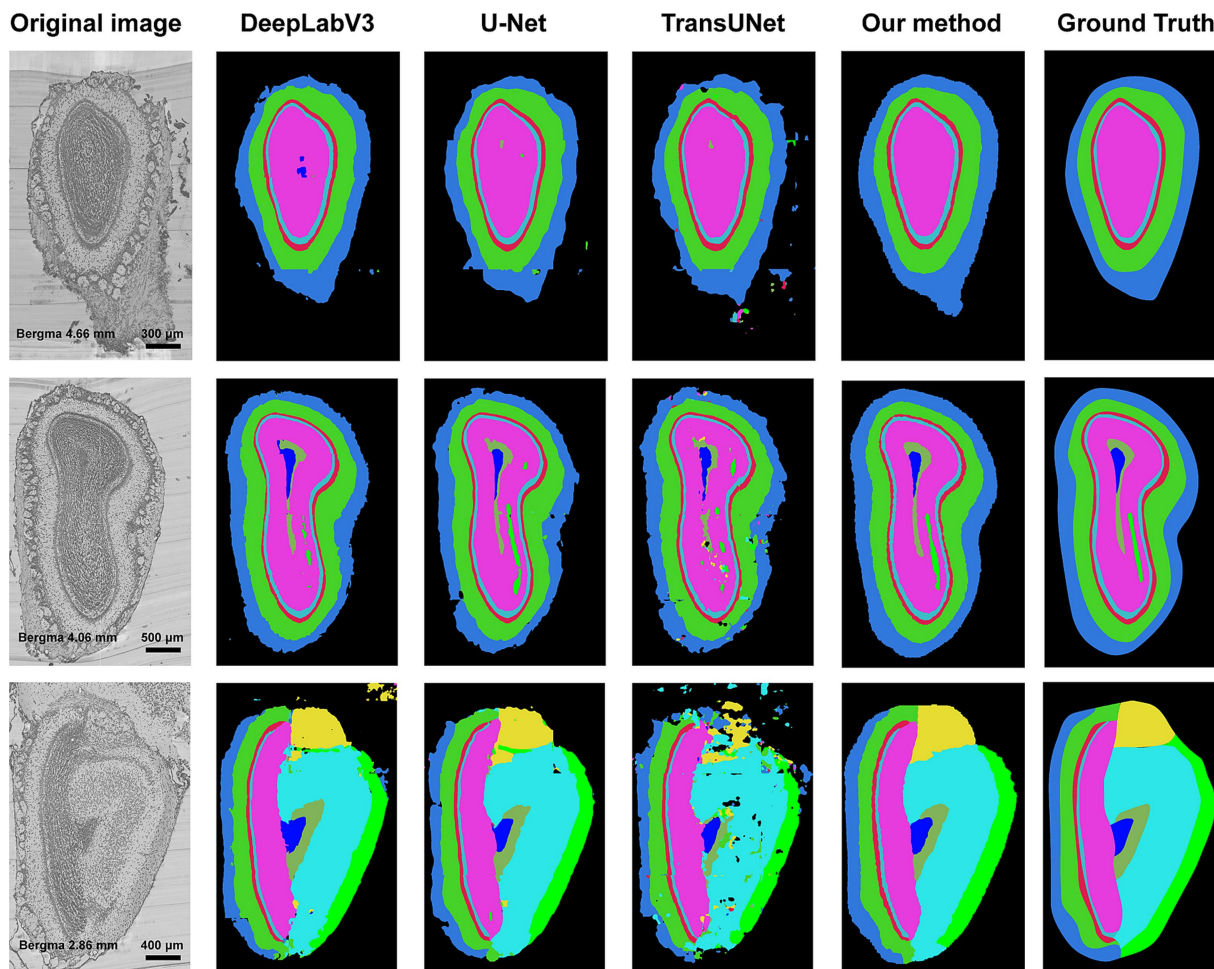 Original image DeepLabV3 U-Net TransUNet Our method Ground Truth
Bergma 4.66 mm 300 μm
Bergma 4.06 mm 500 μm
Bergma 2.86 mm 400 μm